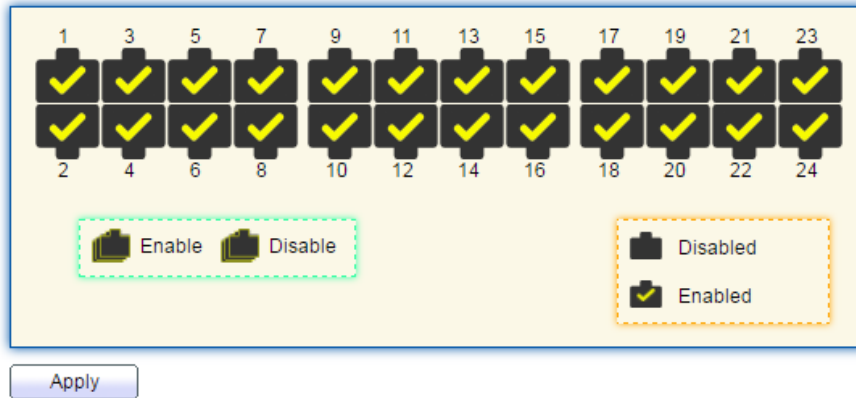 1 3 5 7 9 11 13 15 17 19 21 23
2 4 6 8 10 12 14 16 18 20 22 24
Enable Disable
Disabled
Enabled
Apply